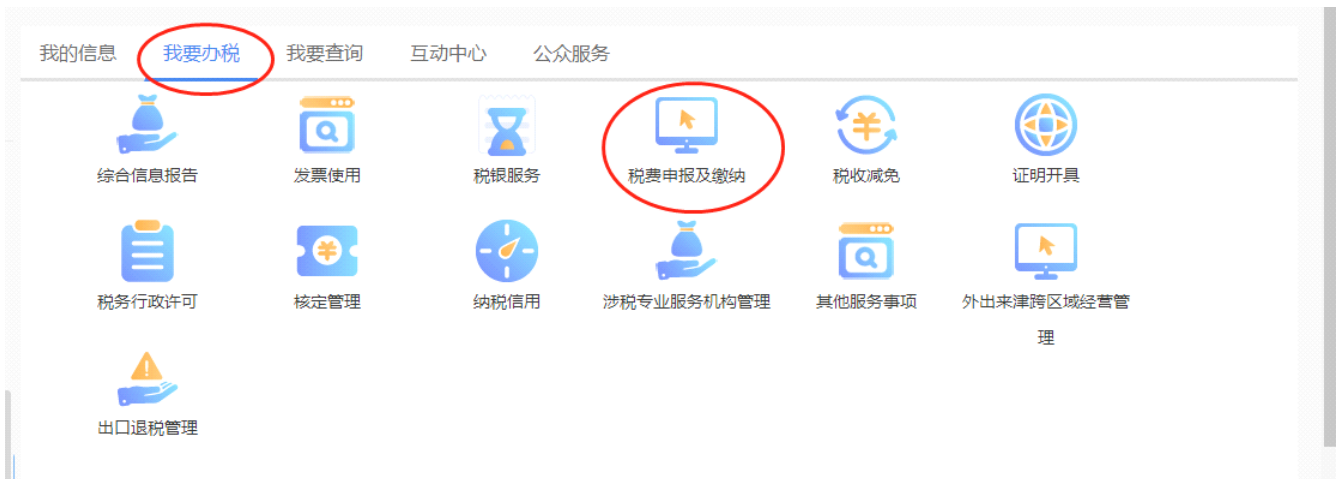 我的信息 我要办税 我要查询 互动中心 公众服务
综合信息报告 发票使用 税银服务 税费申报及缴纳 税收减免 证明开具
税务行政许可 核定管理 纳税信用 涉税专业服务机构管理 其他服务事项 外出来津跨区域经营管
理
出口退税管理